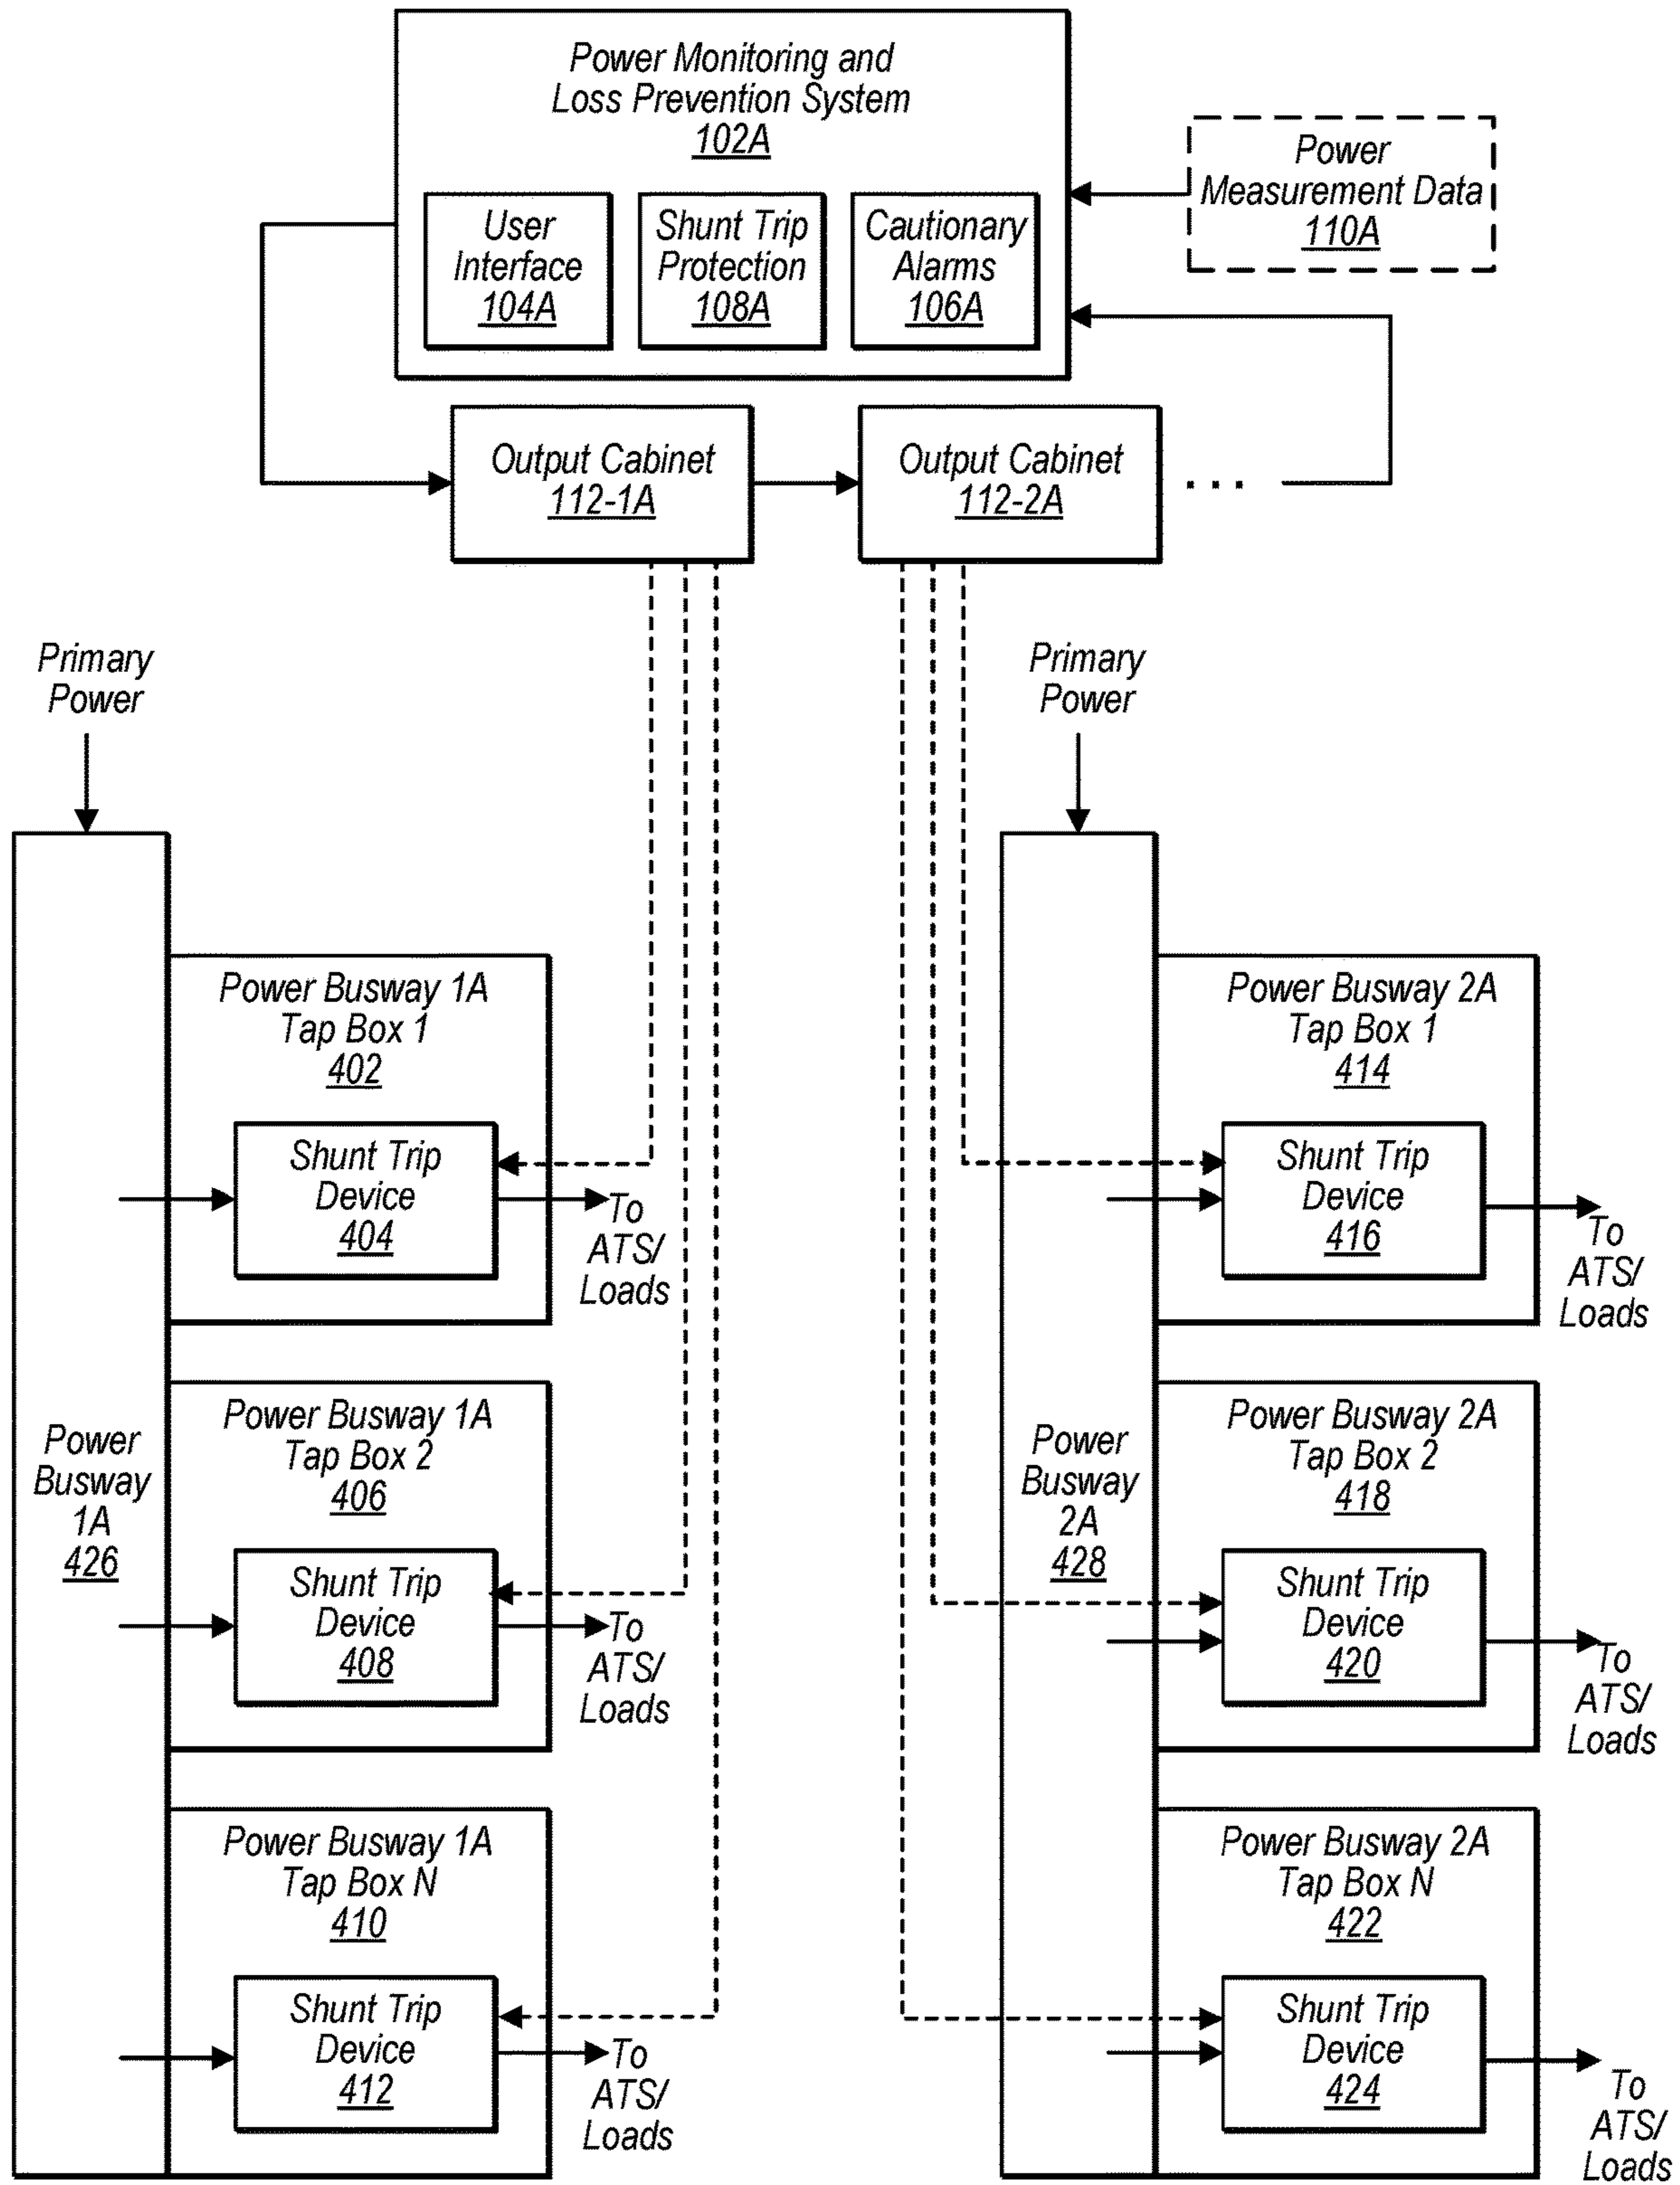 Power Monitoring and
Loss Prevention System
102A
Power
Measurement Data
110A
User
Interface
104A
Shunt Trip
Protection
108A
Cautionary
Alarms
106A
Output Cabinet
112-1A
Output Cabinet
112-2A
...
Primary
Power
Primary
Power
Power Busway 1A
Tap Box 1
402
Shunt Trip
Device
404
To
ATS/
Loads
Power
Busway
1A
426
Power Busway 1A
Tap Box 2
406
Shunt Trip
Device
408
To
ATS/
Loads
Power Busway 1A
Tap Box N
410
Shunt Trip
Device
412
To
ATS/
Loads
Power Busway 2A
Tap Box 1
414
Shunt Trip
Device
416
To
ATS/
Loads
Power
Busway
2A
428
Power Busway 2A
Tap Box 2
418
Shunt Trip
Device
420
To
ATS/
Loads
Power Busway 2A
Tap Box N
422
Shunt Trip
Device
424
To
ATS/
Loads